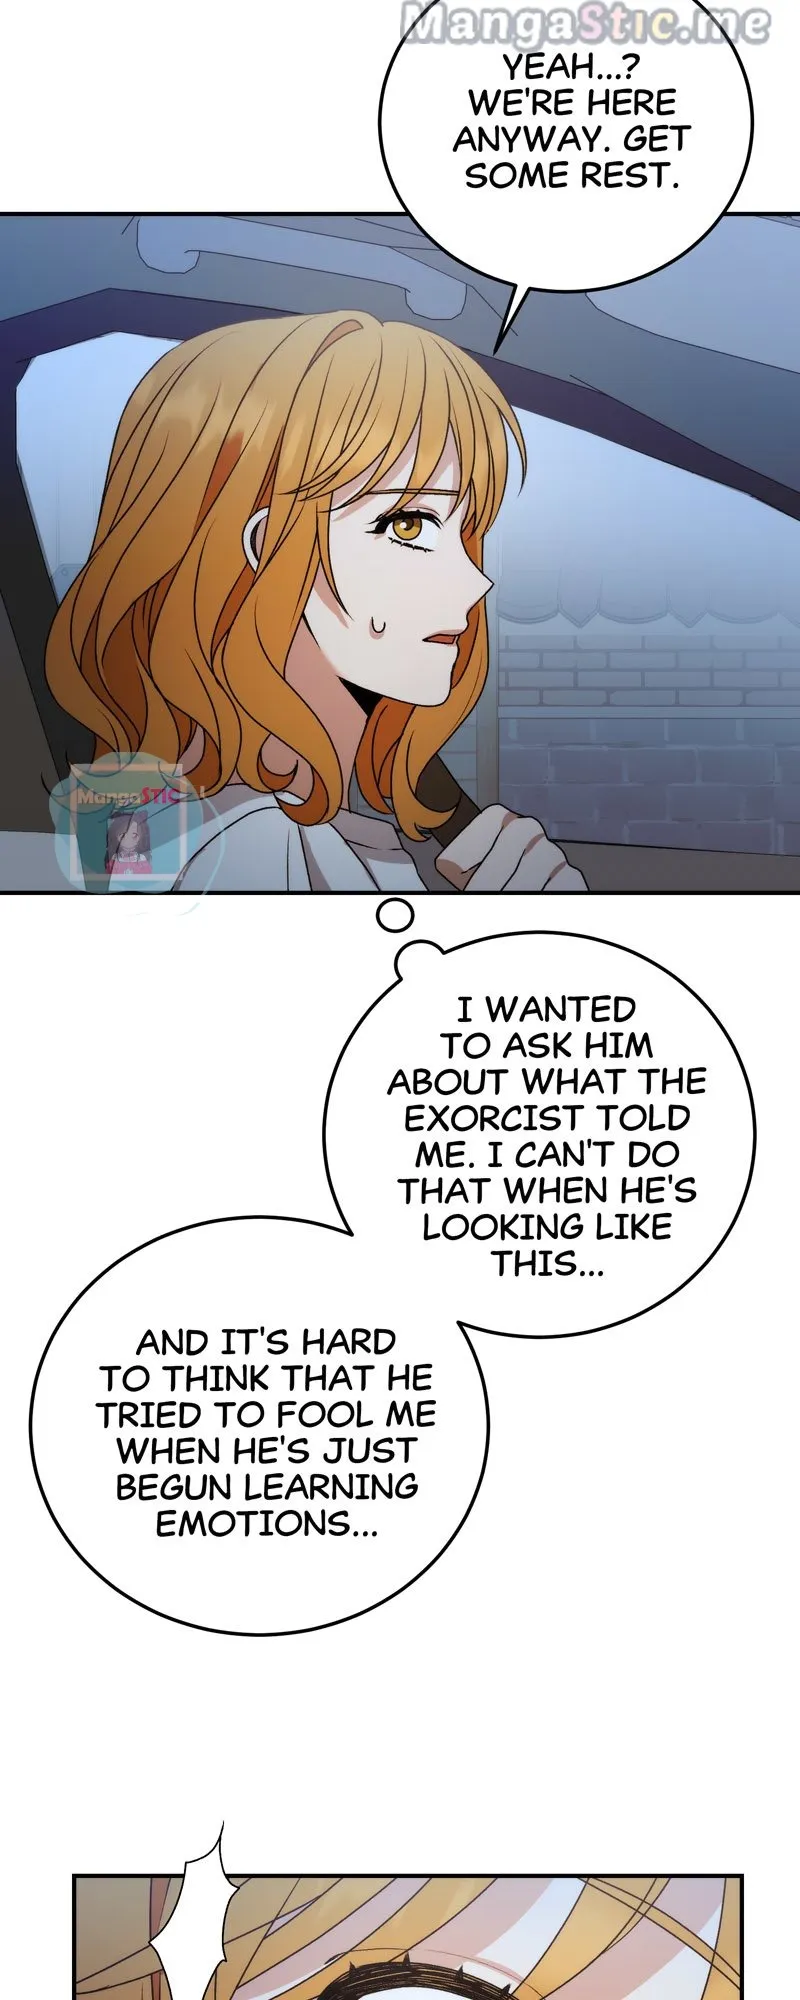 MangaStic.me
YEAH...?
WE'RE HERE
ANYWAY. GET
SOME REST.
MangaSTIC
I WANTED
TO ASK HIM
ABOUT WHAT THE
EXORCIST TOLD
ME. I CAN'T DO
THAT WHEN HE'S
LOOKING LIKE
THIS...
AND IT'S HARD
TO THINK THAT HE
TRIED TO FOOL ME
WHEN HE'S JUST
BEGUN LEARNING
EMOTIONS...